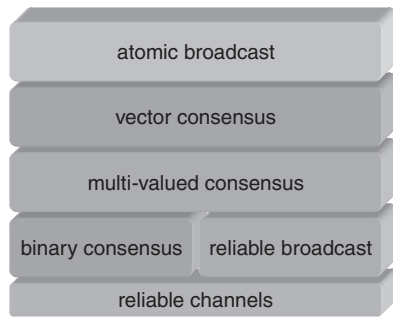 atomic broadcast
vector consensus
multi-valued consensus
binary consensus
reliable broadcast
reliable channels